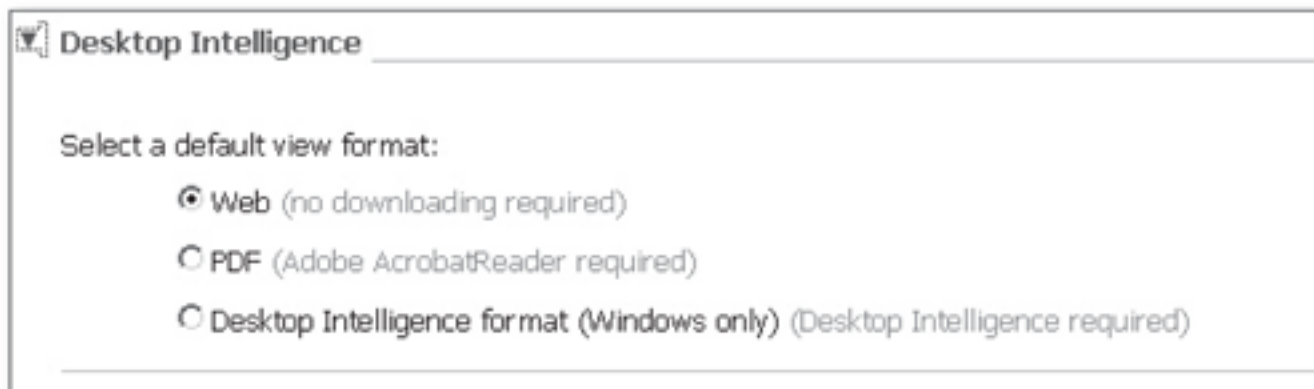 Desktop Intelligence
Select a default view format:
Web (no downloading required)
PDF (Adobe AcrobatReader required)
Desktop Intelligence format (Windows only) (Desktop Intelligence required)